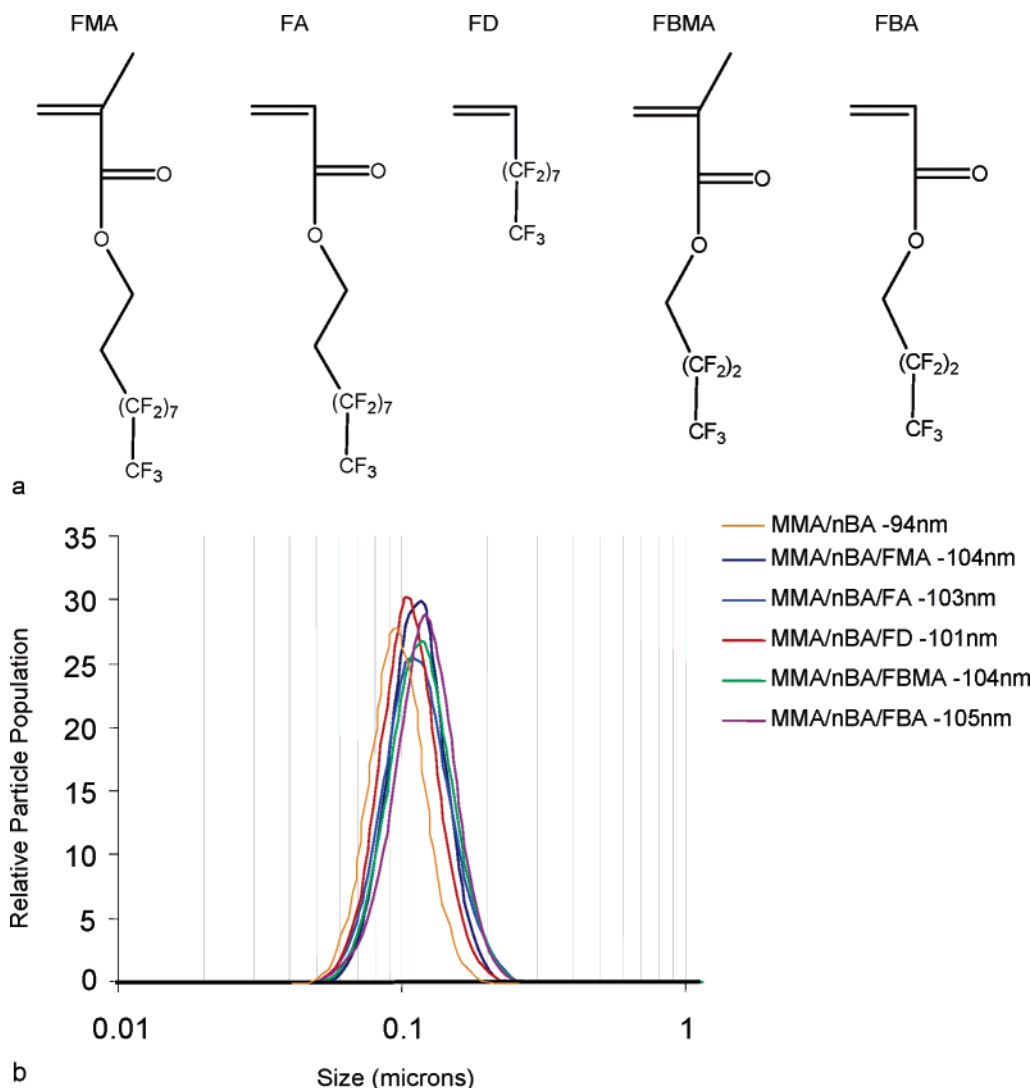 FMA FA FD FBMA FBA
O O O O
(CF2)7
O O CF3 O O
(CF2)2 (CF2)2
(CF2)7 (CF2)7
CF3 CF3
CF3 CF3
a
MMA/nBA -94nm
MMA/nBA/FMA -104nm
MMA/nBA/FA -103nm
MMA/nBA/FD -101nm
MMA/nBA/FBMA -104nm
MMA/nBA/FBA -105nm
Relative Particle Population
35
30
25
20
15
10
5
0
0.01 0.1 1
Size (microns)
b